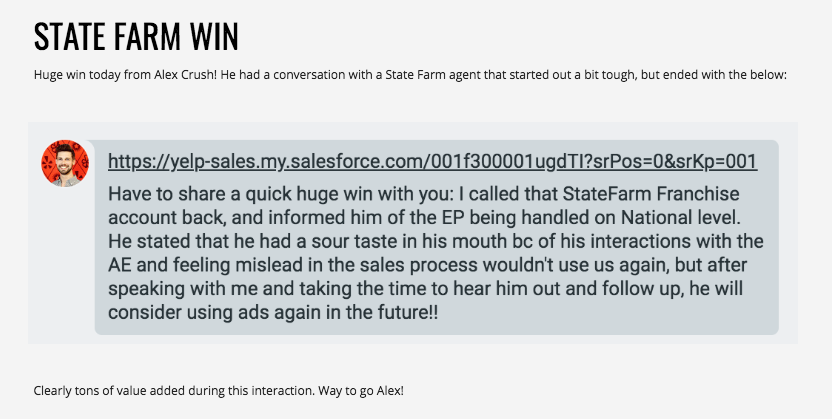 STATE FARM WIN
Huge win today from Alex Crush! He had a conversation with a State Farm agent that started out a bit tough, but ended with the below:
https://yelp-sales.my.salesforce.com/001f300001ugdTI?srPos=0&srKp=001
Have to share a quick huge win with you: I called that StateFarm Franchise
account back, and informed him of the EP being handled on National level.
He stated that he had a sour taste in his mouth bc of his interactions with the
AE and feeling mislead in the sales process wouldn't use us again, but after
speaking with me and taking the time to hear him out and follow up, he will
consider using ads again in the future!!
Clearly tons of value added during this interaction. Way to go Alex!